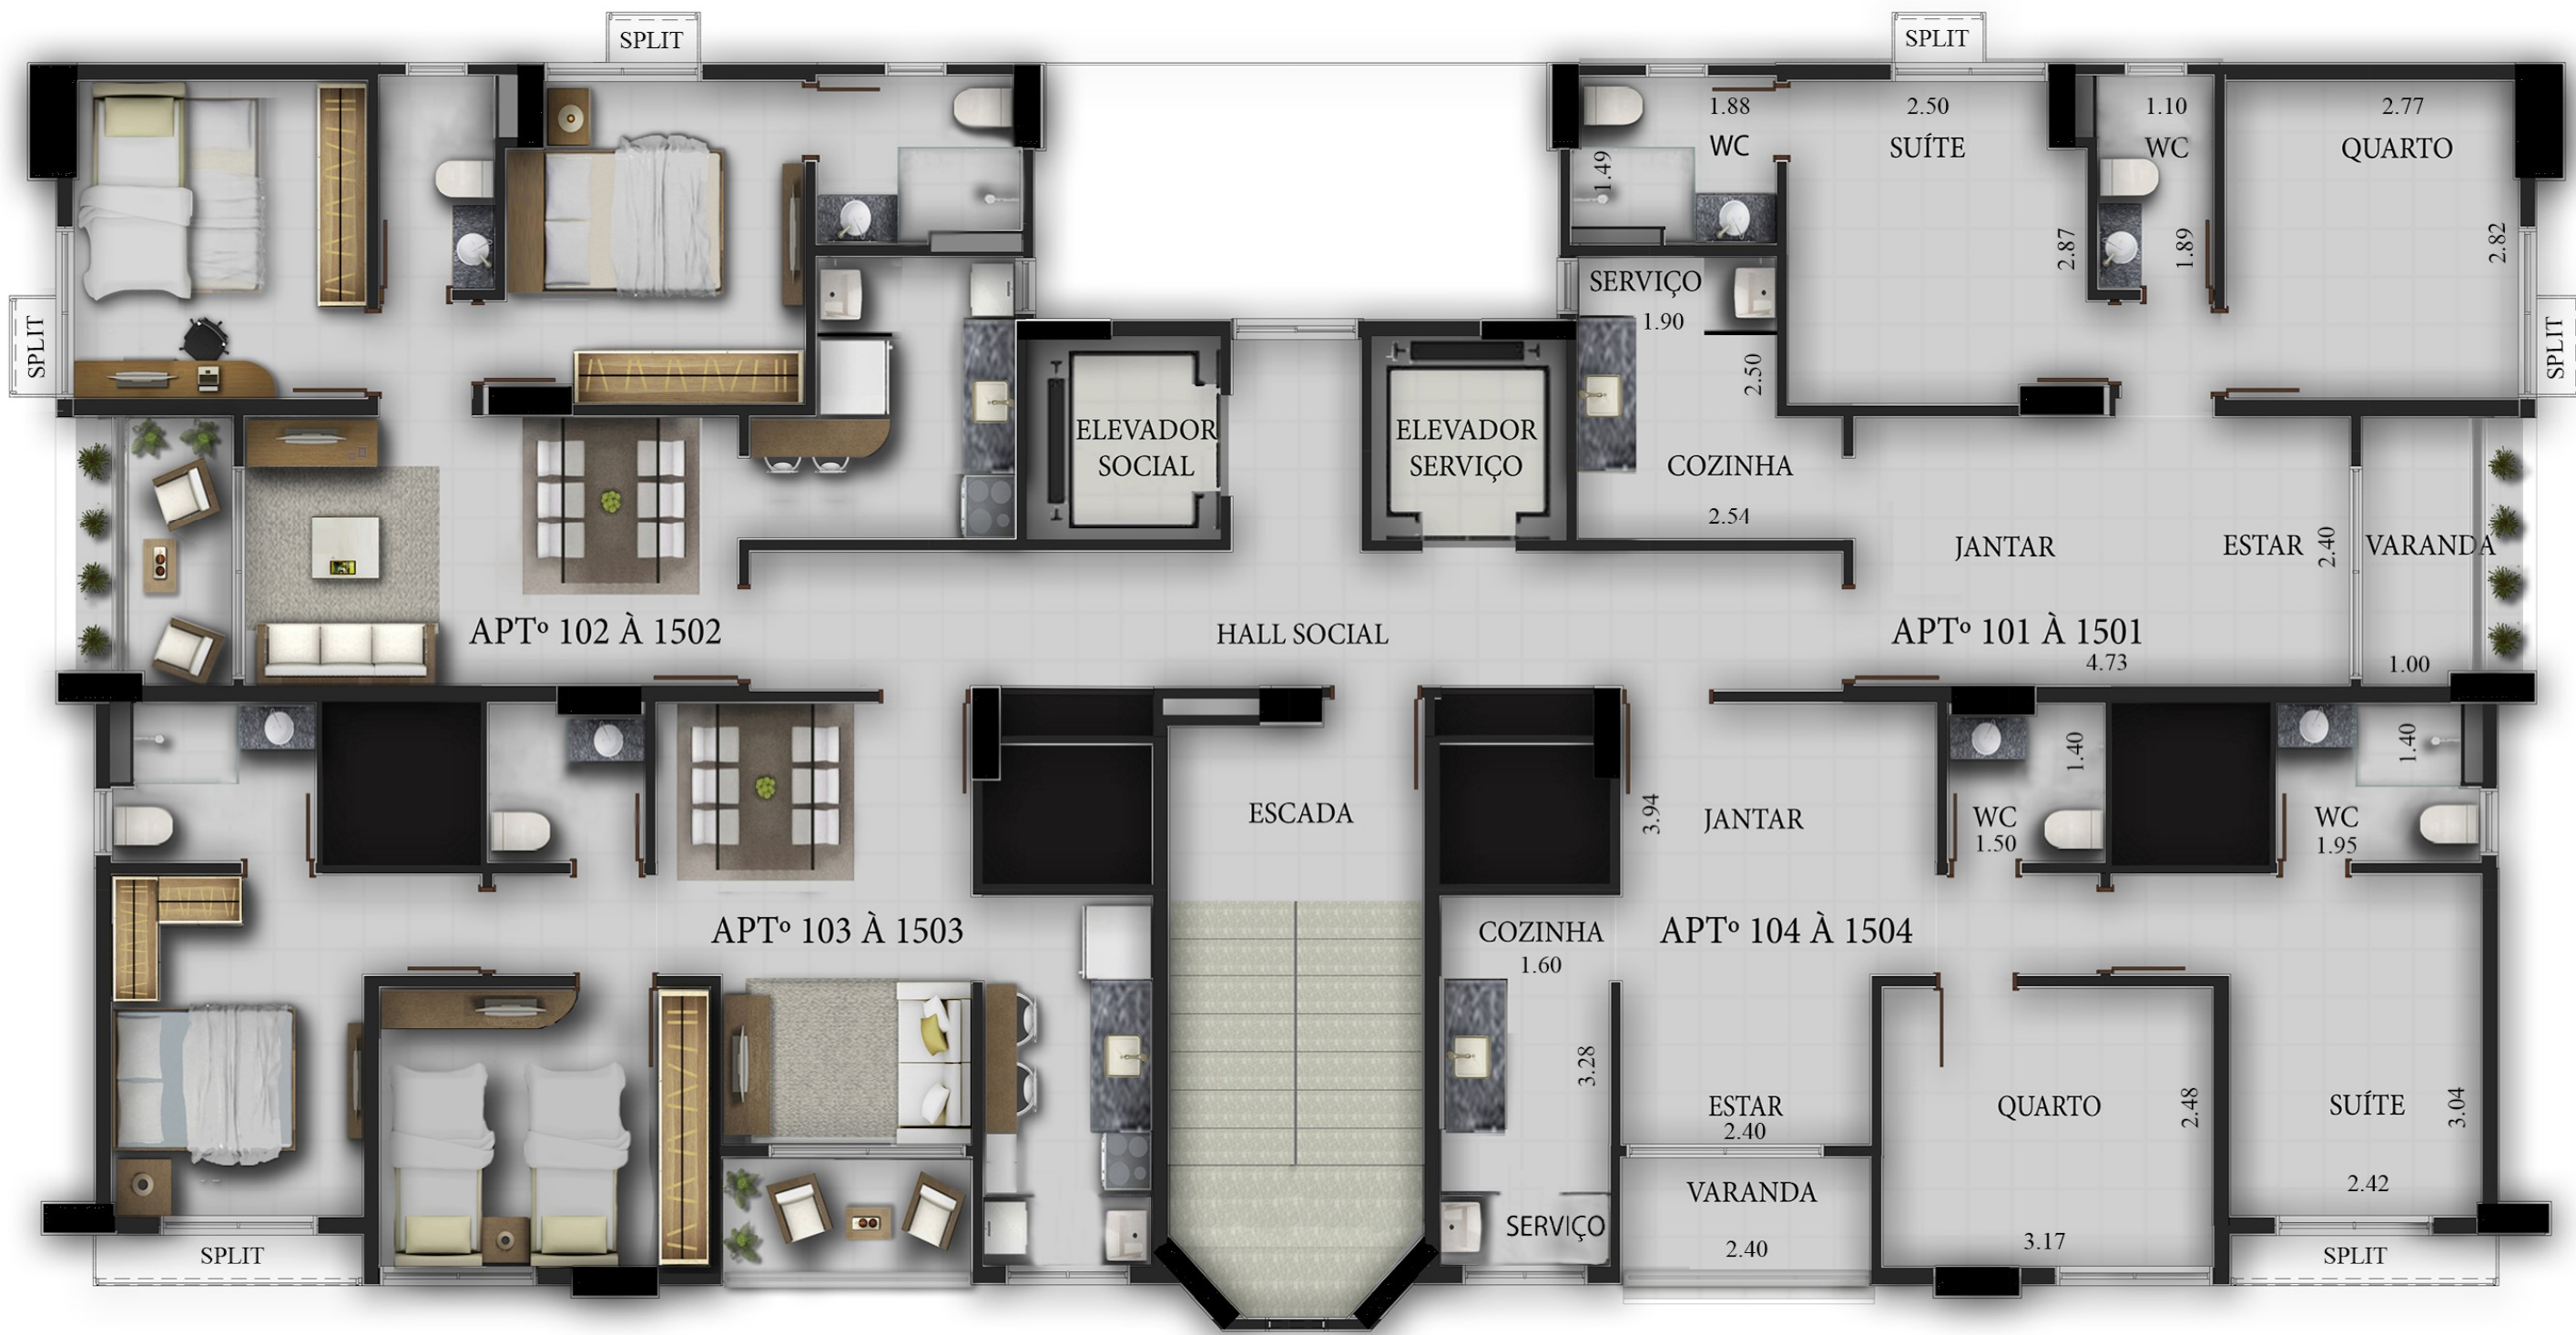 SPLIT
SPLIT
1.88
WC
1.49
2.50
SUÍTE
2.87
1.10
WC
1.89
2.77
QUARTO
2.82
SPLIT
SPLIT
SERVIÇO
1.90
2.50
COZINHA
2.54
ELEVADOR
SOCIAL
ELEVADOR
SERVIÇO
JANTAR
ESTAR
2.40
VARANDA
APTº 102 À 1502
HALL SOCIAL
APTº 101 À 1501
4.73
1.00
ESCADA
3.94
JANTAR
1.40
WC
1.50
1.40
WC
1.95
APTº 103 À 1503
COZINHA
1.60
APTº 104 À 1504
3.28
ESTAR
2.40
QUARTO
2.48
SUÍTE
3.04
2.42
VARANDA
2.40
SERVIÇO
3.17
SPLIT
SPLIT